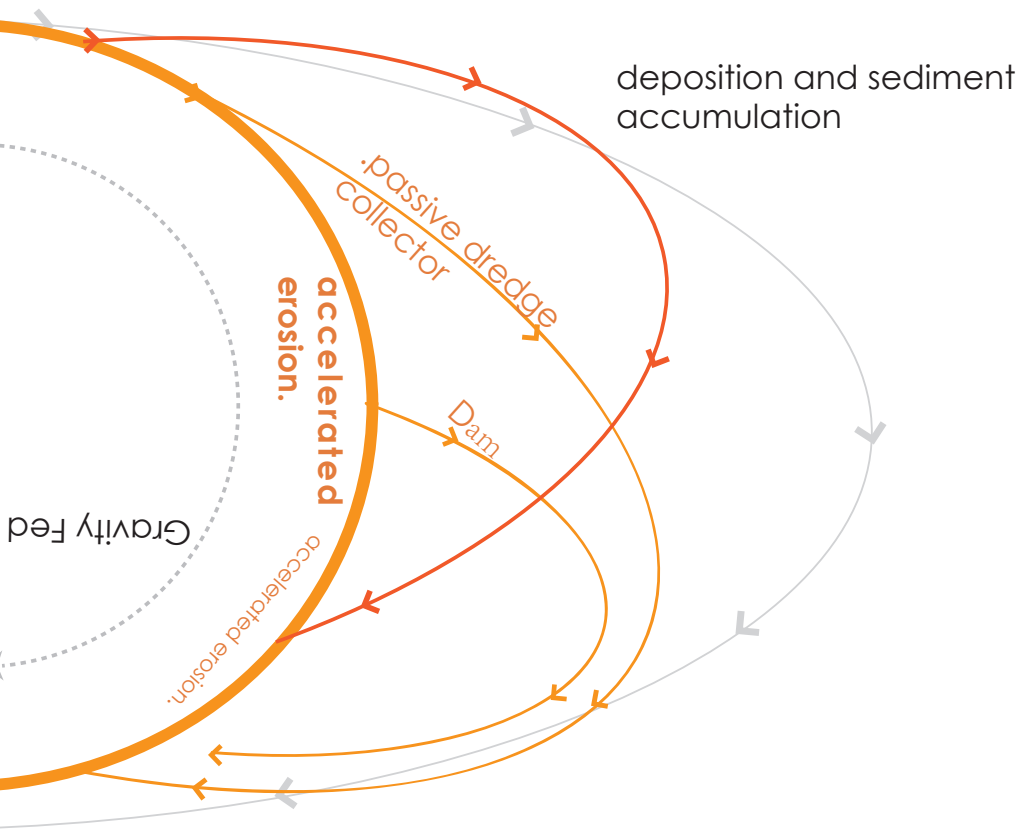 deposition and sediment
accumulation
.passive dredge
collector
accelerated
erosion.
Dam
Gravity Fed
accelerated erosion.